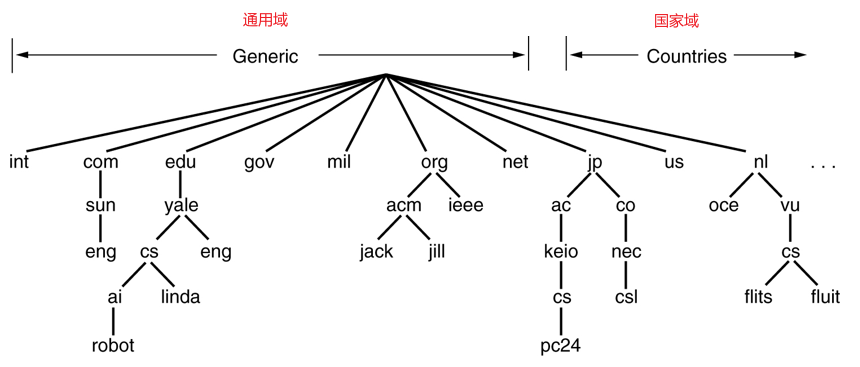 通用域 国家域
Generic Countries
int com edu gov mil org net jp us nl . . .
sun yale acm ieee ac co oce vu
eng cs eng jack jill keio nec cs
ai linda cs csl flits fluit
robot pc24